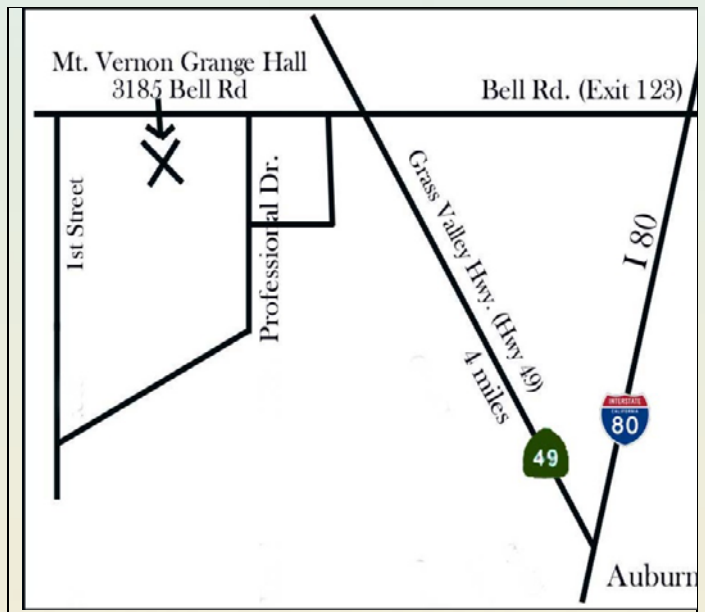 Mt. Vernon Grange Hall
3185 Bell Rd
Bell Rd. (Exit 123)
1st Street
Professional Dr.
Grass Valley Hwy. (Hwy 49)
4 miles
I 80
INTERSTATE
CALIFORNIA
80
49
Auburn